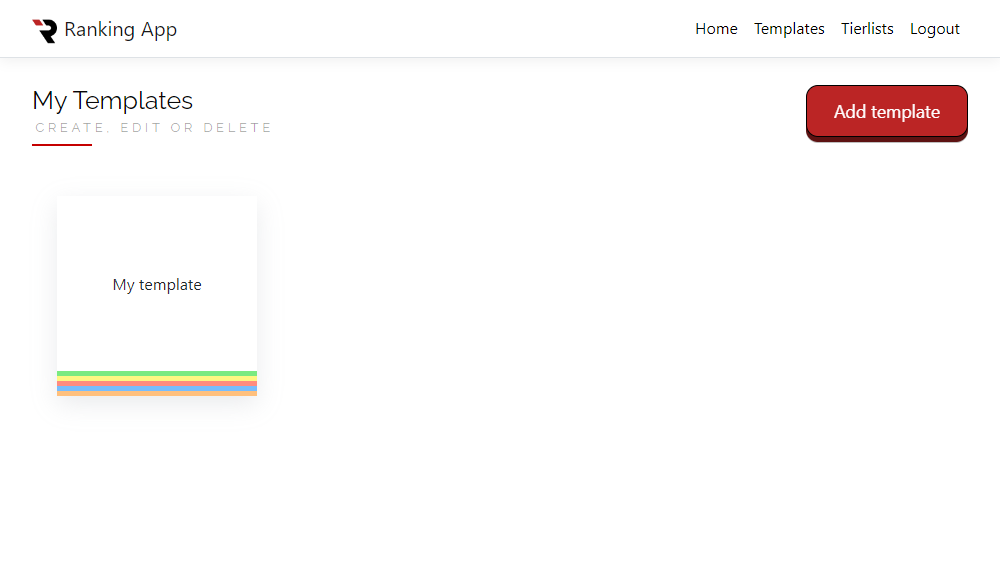 Ranking App
Home Templates Tierlists Logout
My Templates
CREATE, EDIT OR DELETE
Add template
My template